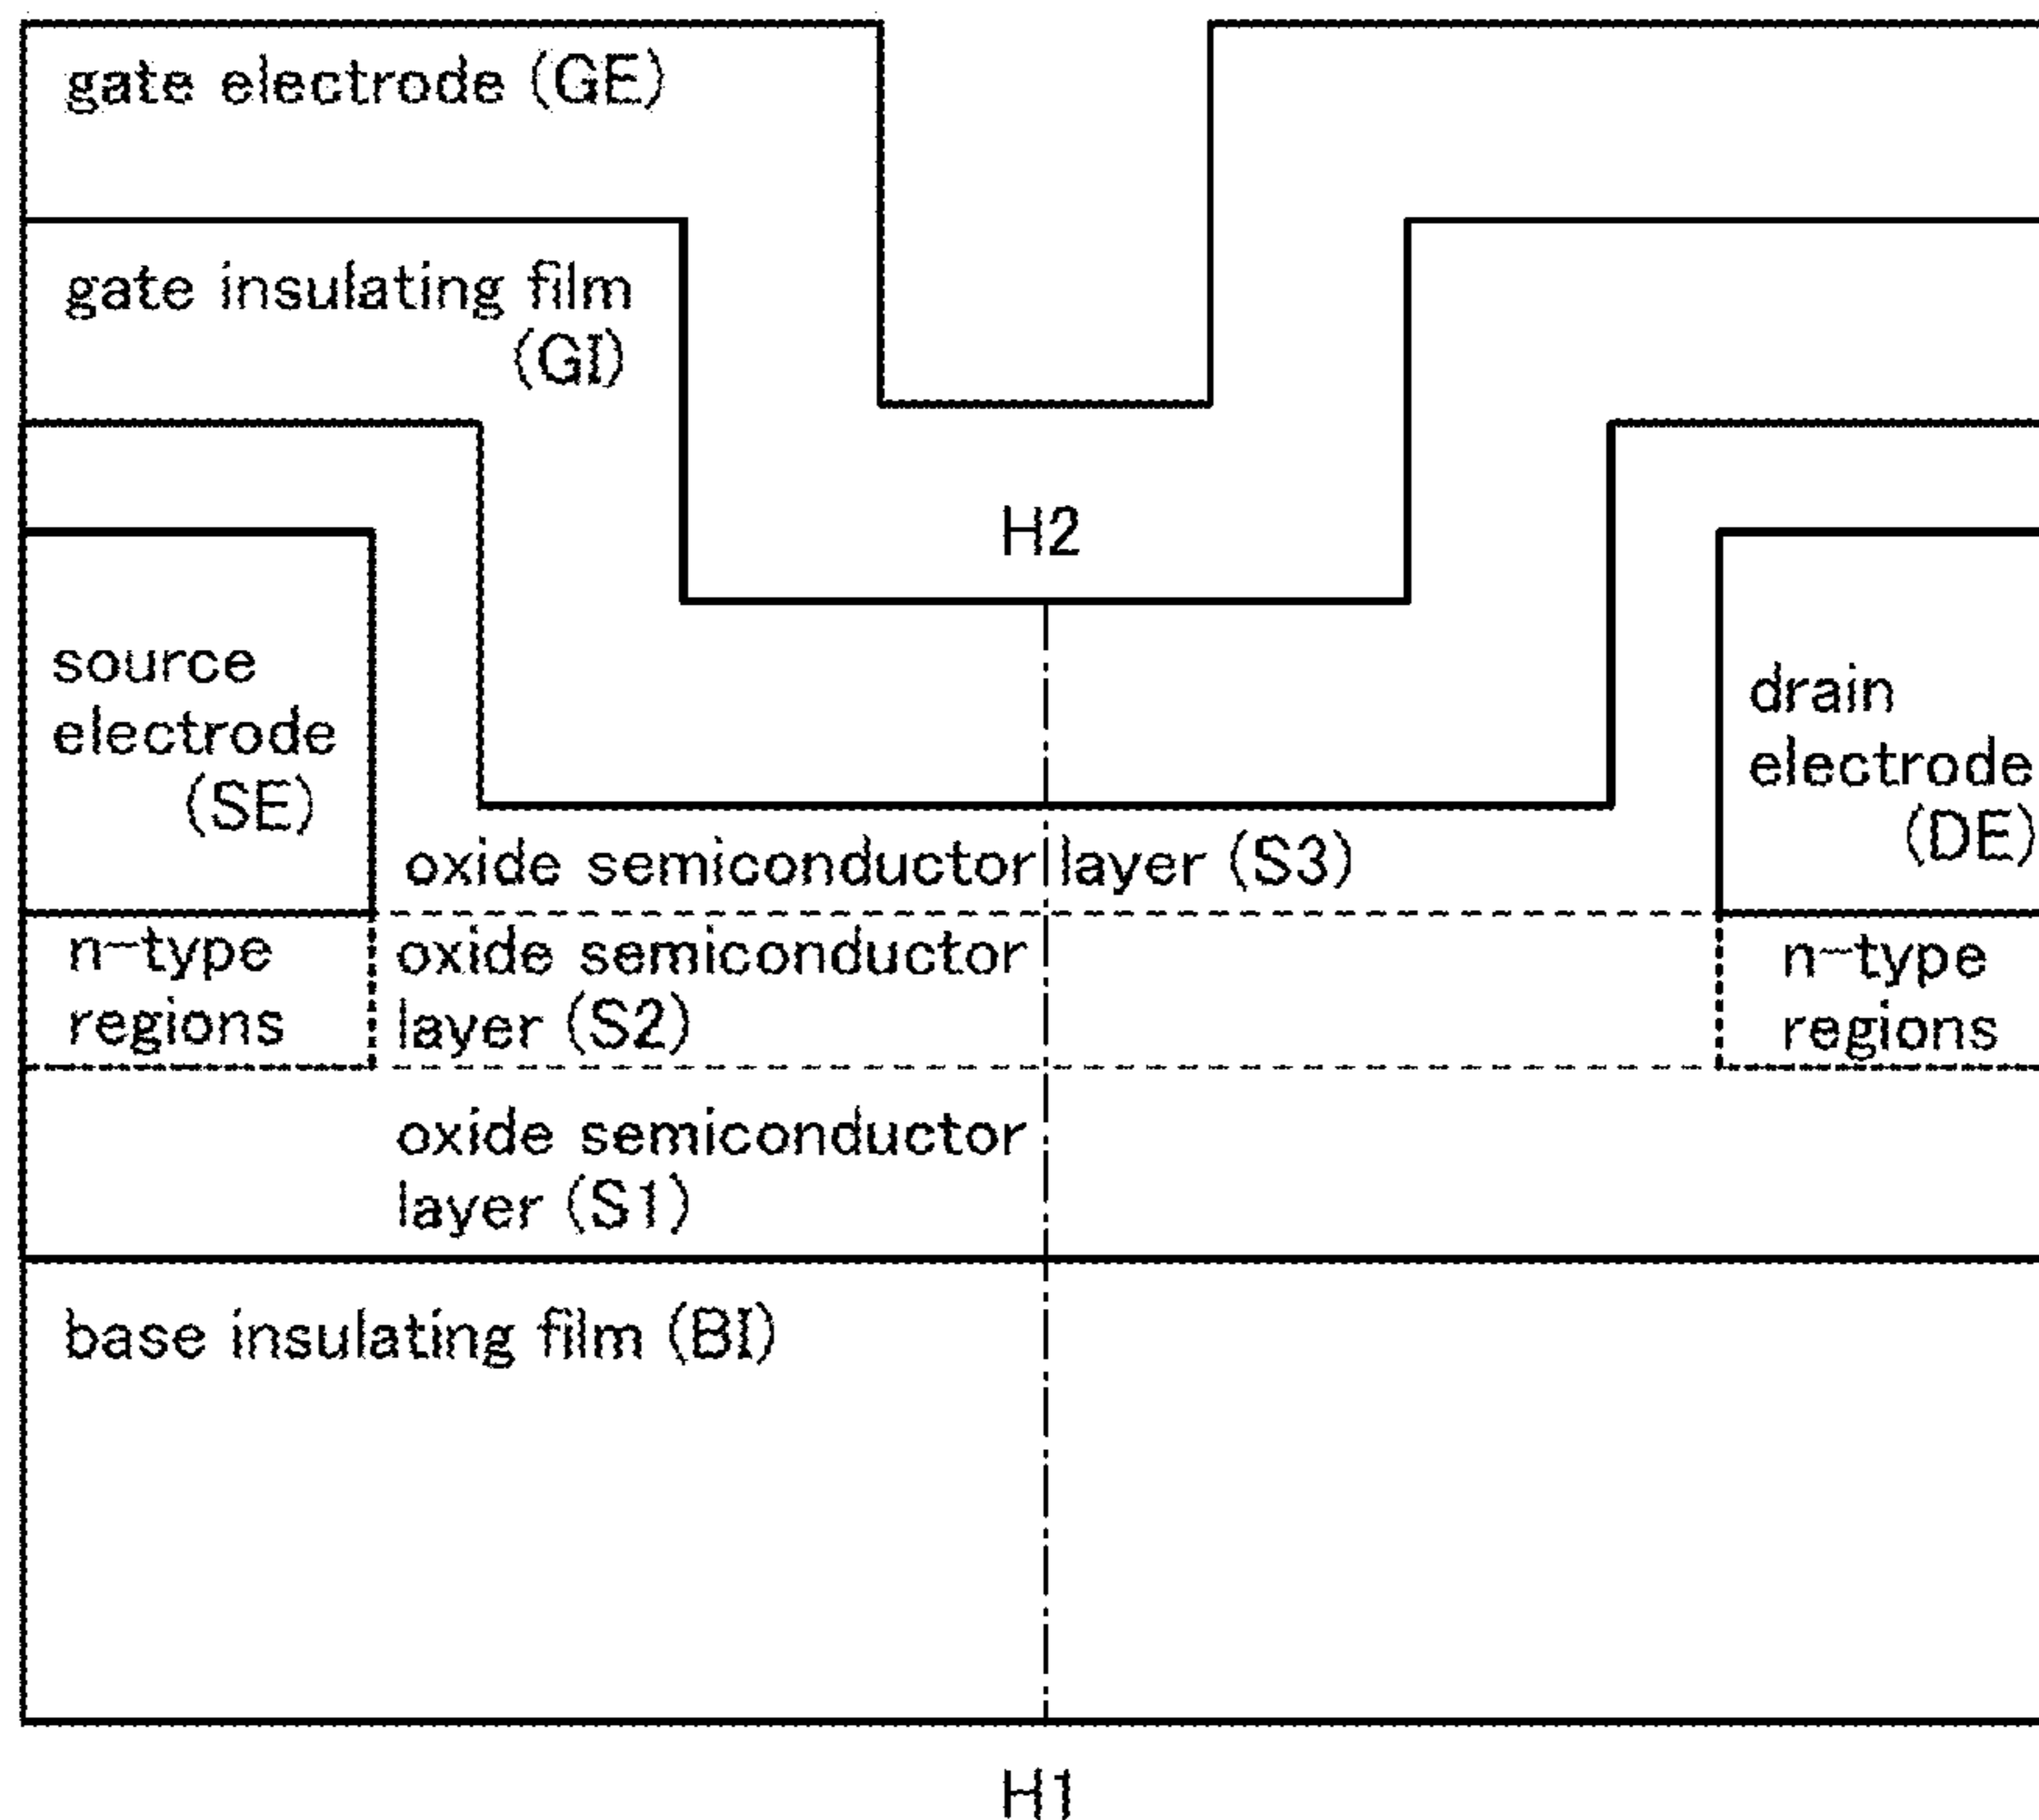 gate electrode (GE)
gate insulating film
(GI)
H2
source
electrode
(SE)
drain
electrode
(DE)
oxide semiconductor layer (S3)
n-type
regions
oxide semiconductor
layer (S2)
n-type
regions
oxide semiconductor
layer (S1)
base insulating film (BI)
H1